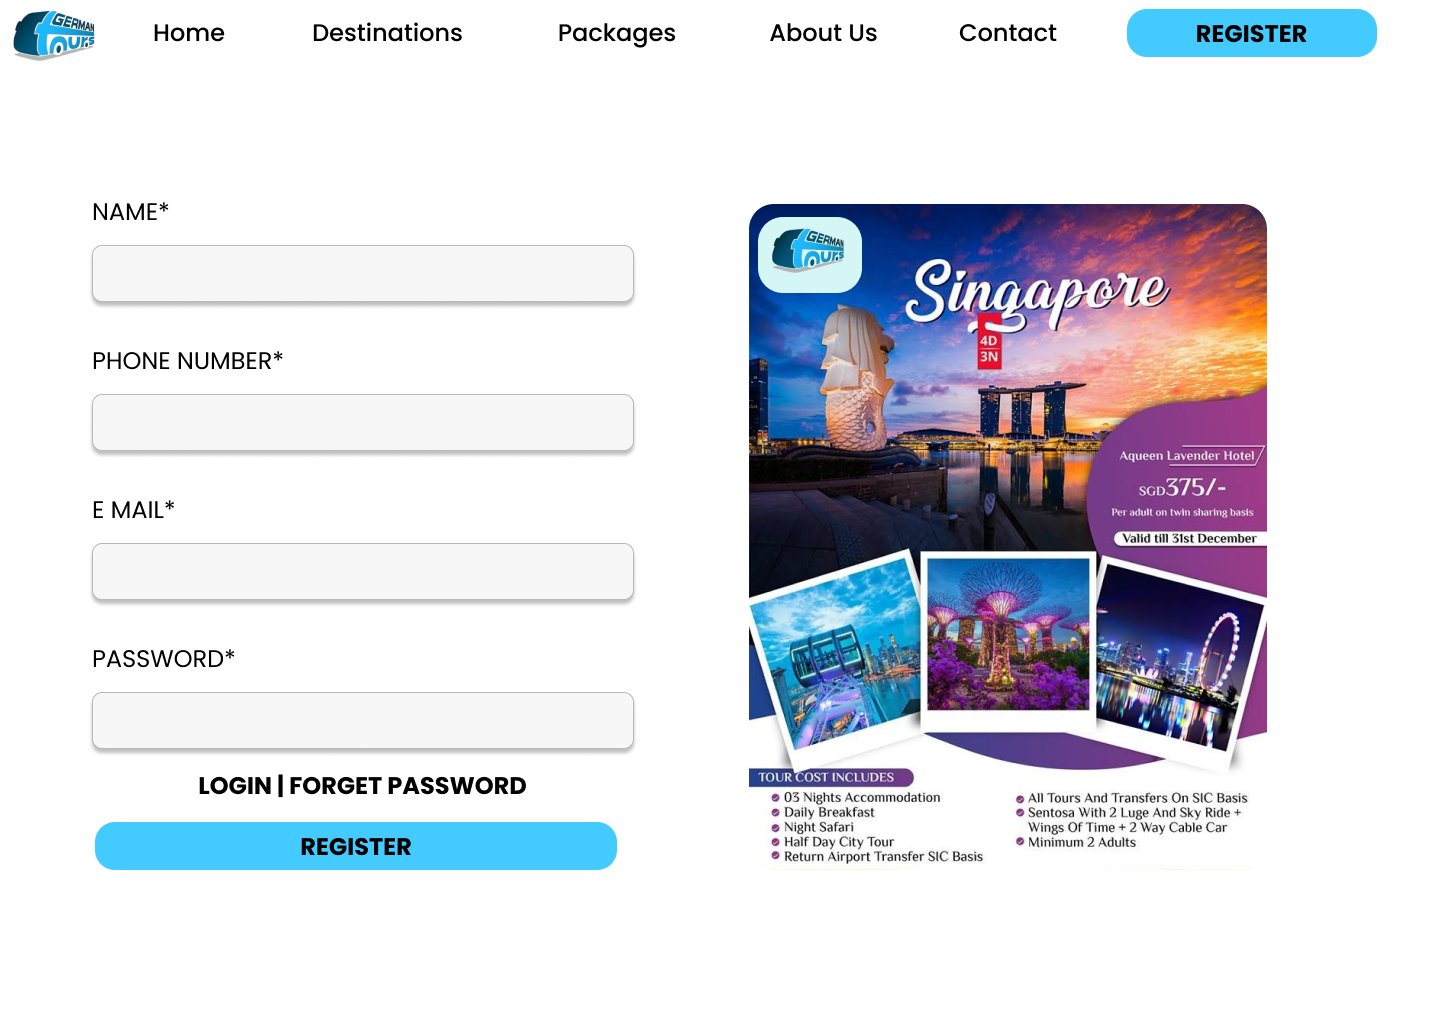 GERMAN
TOURS
Home
Destinations
Packages
About Us
Contact
REGISTER
NAME*
PHONE NUMBER*
E MAIL*
PASSWORD*
LOGIN | FORGET PASSWORD
REGISTER
GERMAN
TOURS
Singapore
4D
3N
Aqueen Lavender Hotel
SGD375/-
Per adult on twin sharing basis
Valid till 31st December
TOUR COST INCLUDES
03 Nights Accommodation
Daily Breakfast
Night Safari
Half Day City Tour
Return Airport Transfer SIC Basis
All Tours And Transfers On SIC Basis
Sentosa With 2 Luge And Sky Ride +
Wings Of Time + 2 Way Cable Car
Minimum 2 Adults